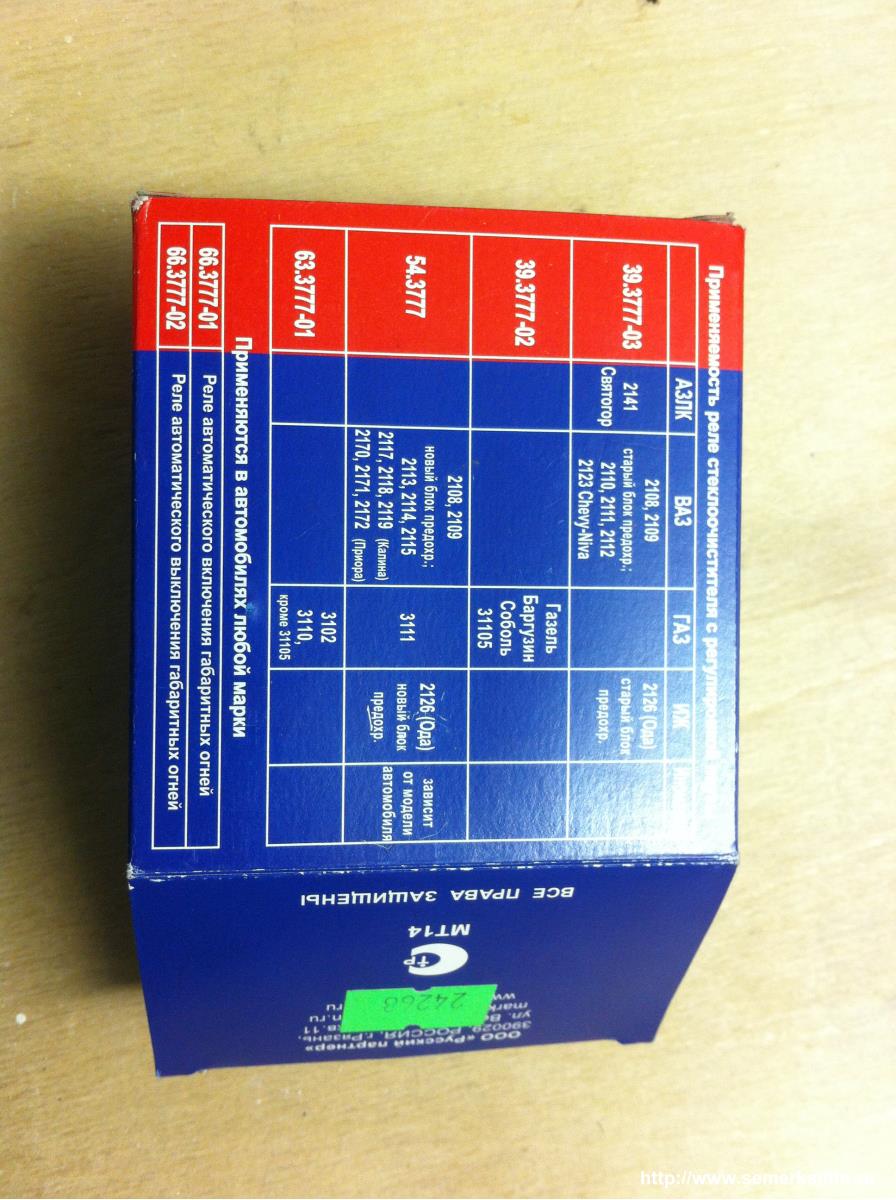 Применяемость реле стеклоочистителя с
АЗЛК ВАЗ ГАЗ ИЖ
39.3777-03
2141
Святогор
2108, 2109
старый блок предохр.;
2110, 2111, 2112
2123 Chevy-Niva
2126 (Ода)
старый блок
предохр.
39.3777-02
Газель
Баргузин
Соболь
31105
54.3777
2108, 2109
новый блок предохр.;
2113, 2114, 2115
2117, 2118, 2119 (Калина)
2170, 2171, 2172 (Приора)
3111
2126 (Ода)
новый блок
предохр.
зависит
от модели
автомобиля
63.3777-01
3102
3110,
кроме 31105
Применяются в автомобилях любой марки
66.3777-01 Реле автоматического включения габаритных огней
66.3777-02 Реле автоматического выключения габаритных огней
ВСЕ ПРАВА ЗАЩИЩЕНЫ
МТ14
24268
ООО «Русский партнер»
390029, РОССИЯ, г.Рязань,
ул. кв.11